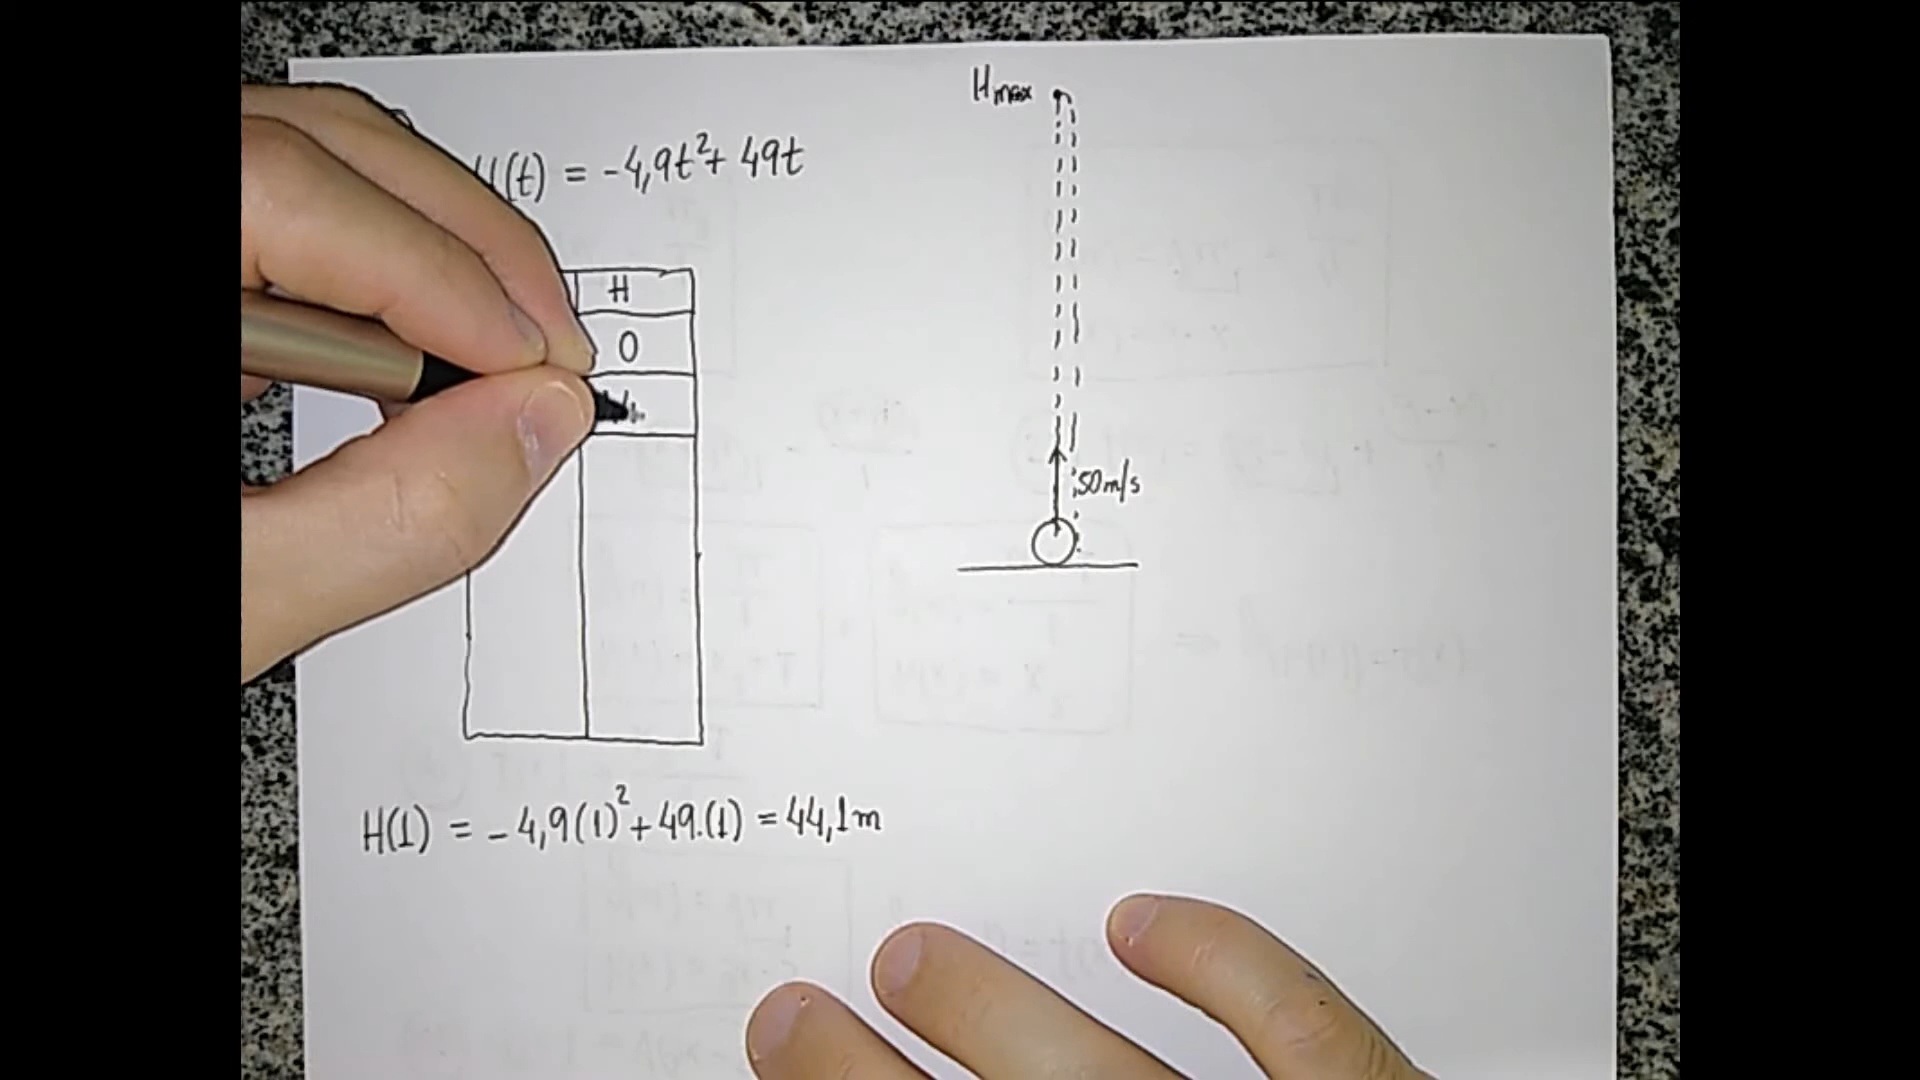 Hmax
H(t) = -4,9t²+ 49t
H
0
50m/s
H(1) = - 4,9(1)² + 49.(1) = 44,1m